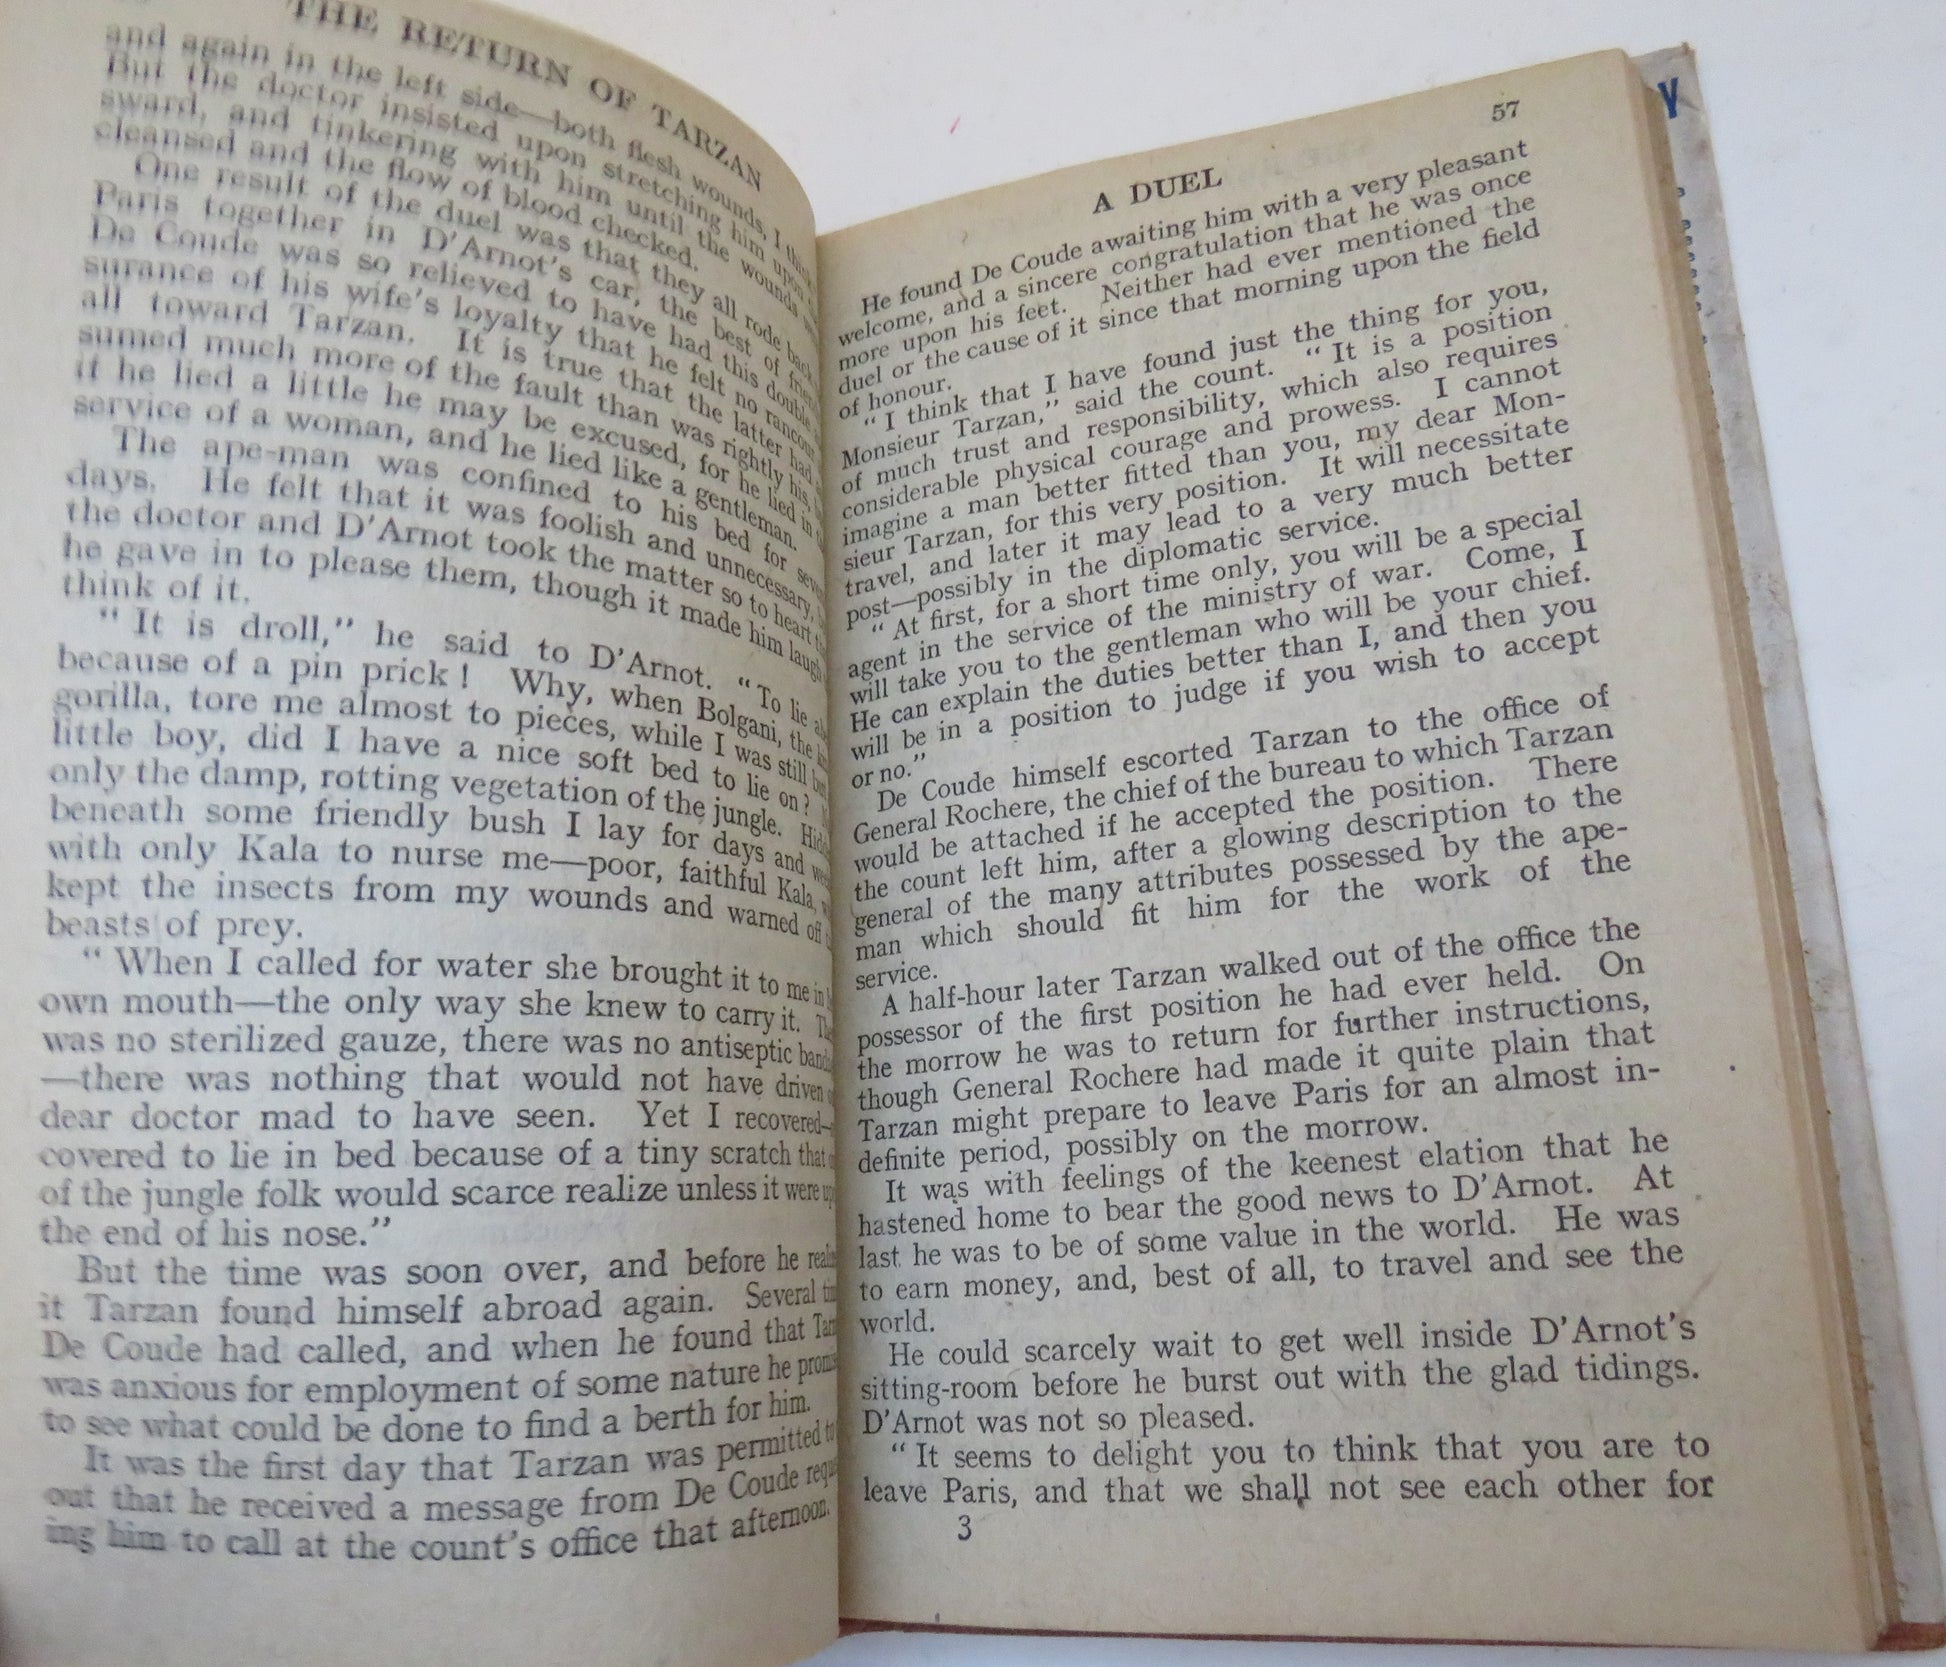 THE RETURN OF TARZAN
and again in the left side—both flesh wounds, I think
But the doctor insisted upon stretching him upon
sward, and tinkering with him until the wounds
cleansed and the flow of blood checked.
One result of the duel was that they all rode back
Paris together in D'Arnot's car, the best of
De Coude was so relieved to have had this double
surance of his wife's loyalty that he felt no rancour
all toward Tarzan. It is true that the latter had
sumed much more of the fault than was rightly his,
if he lied a little he may be excused, for he lied in
service of a woman, and he lied like a gentleman.
The ape-man was confined to his bed for
days. He felt that it was foolish and unnecessary,
the doctor and D'Arnot took the matter so to heart
he gave in to please them, though it made him laugh
think of it.
“It is droll,” he said to D'Arnot. “To lie
because of a pin prick! Why, when Bolgani, the
gorilla, tore me almost to pieces, while I was still
little boy, did I have a nice soft bed to lie on?
only the damp, rotting vegetation of the jungle.
beneath some friendly bush I lay for days and
with only Kala to nurse me—poor, faithful Kala,
kept the insects from my wounds and warned off
beasts of prey.
“When I called for water she brought it to me in
own mouth—the only way she knew to carry it.
was no sterilized gauze, there was no antiseptic
—there was nothing that would not have driven
dear doctor mad to have seen. Yet I recovered—
covered to lie in bed because of a tiny scratch that
of the jungle folk would scarce realize unless it were
the end of his nose.”
But the time was soon over, and before he
it Tarzan found himself abroad again. Several
De Coude had called, and when he found that
was anxious for employment of some nature he
to see what could be done to find a berth for him.
It was the first day that Tarzan was permitted
out that he received a message from De Coude
ing him to call at the count's office that afternoon.
A DUEL 57
He found De Coude awaiting him with a very pleasant
welcome, and a sincere congratulation that he was once
more upon his feet. Neither had ever mentioned the
duel or the cause of it since that morning upon the field
of honour.
“I think that I have found just the thing for you,
Monsieur Tarzan,” said the count. “It is a position
of much trust and responsibility, which also requires
considerable physical courage and prowess. I cannot
imagine a man better fitted than you, my dear Mon-
sieur Tarzan, for this very position. It will necessitate
travel, and later it may lead to a very much better
post—possibly in the diplomatic service.
“At first, for a short time only, you will be a special
agent in the service of the ministry of war. Come, I
will take you to the gentleman who will be your chief.
He can explain the duties better than I, and then you
will be in a position to judge if you wish to accept
or no.”
De Coude himself escorted Tarzan to the office of
General Rochere, the chief of the bureau to which Tarzan
would be attached if he accepted the position. There
the count left him, after a glowing description to the
general of the many attributes possessed by the ape-
man which should fit him for the work of the
service.
A half-hour later Tarzan walked out of the office the
possessor of the first position he had ever held. On
the morrow he was to return for further instructions,
though General Rochere had made it quite plain that
Tarzan might prepare to leave Paris for an almost in-
definite period, possibly on the morrow.
It was with feelings of the keenest elation that he
hastened home to bear the good news to D'Arnot. At
last he was to be of some value in the world. He was
to earn money, and, best of all, to travel and see the
world.
He could scarcely wait to get well inside D'Arnot's
sitting-room before he burst out with the glad tidings.
D'Arnot was not so pleased.
“It seems to delight you to think that you are to
leave Paris, and that we shall not see each other for
3
Y